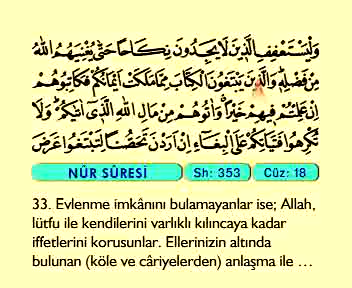 وَلْيَسْتَعْفِفِ الَّذٖينَ لَا يَجِدُونَ نِكَاحًا حَتّٰى يُغْنِيَهُمُ اللّٰهُ
مِنْ فَضْلِهٖ وَالَّذٖينَ يَبْتَغُونَ الْكِتَابَ مِمَّا مَلَكَتْ اَيْمَانُكُمْ فَكَاتِبُوهُمْ
اِنْ عَلِمْتُمْ فٖيهِمْ خَيْرًا وَاٰتُوهُمْ مِنْ مَالِ اللّٰهِ الَّذٖٓى اٰتٰيكُمْ وَلَا
تُكْرِهُوا فَتَيَاتِكُمْ عَلَى الْبِغَٓاءِ اِنْ اَرَدْنَ تَحَصُّنًا لِتَبْتَغُوا عَرَضَ
NÛR SÛRESİ Sh: 353 Cüz: 18
33. Evlenme imkânını bulamayanlar ise; Allah,
lütfu ile kendilerini varlıklı kılıncaya kadar
iffetlerini korusunlar. Ellerinizin altında
bulunan (köle ve câriyelerden) anlaşma ile ...